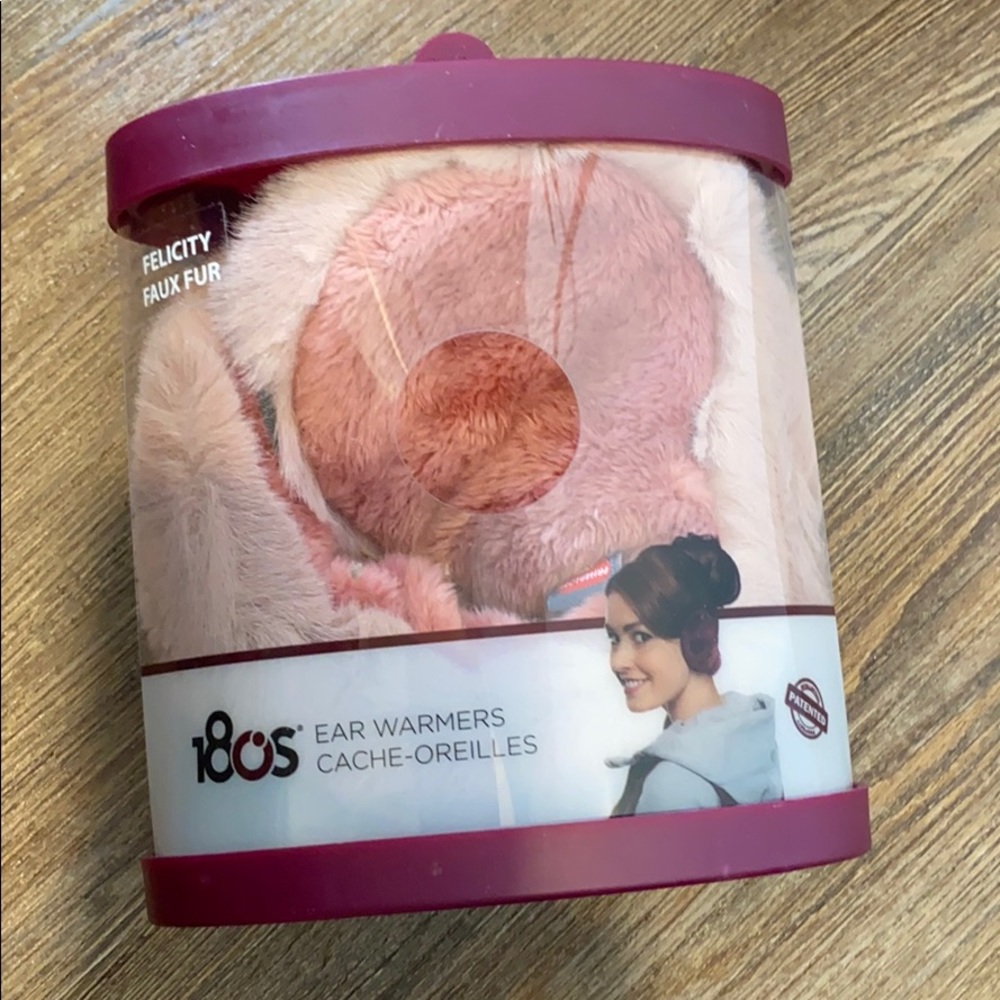 FELICITY
FAUX FUR
180s® EAR WARMERS
CACHE-OREILLES
PATENTED